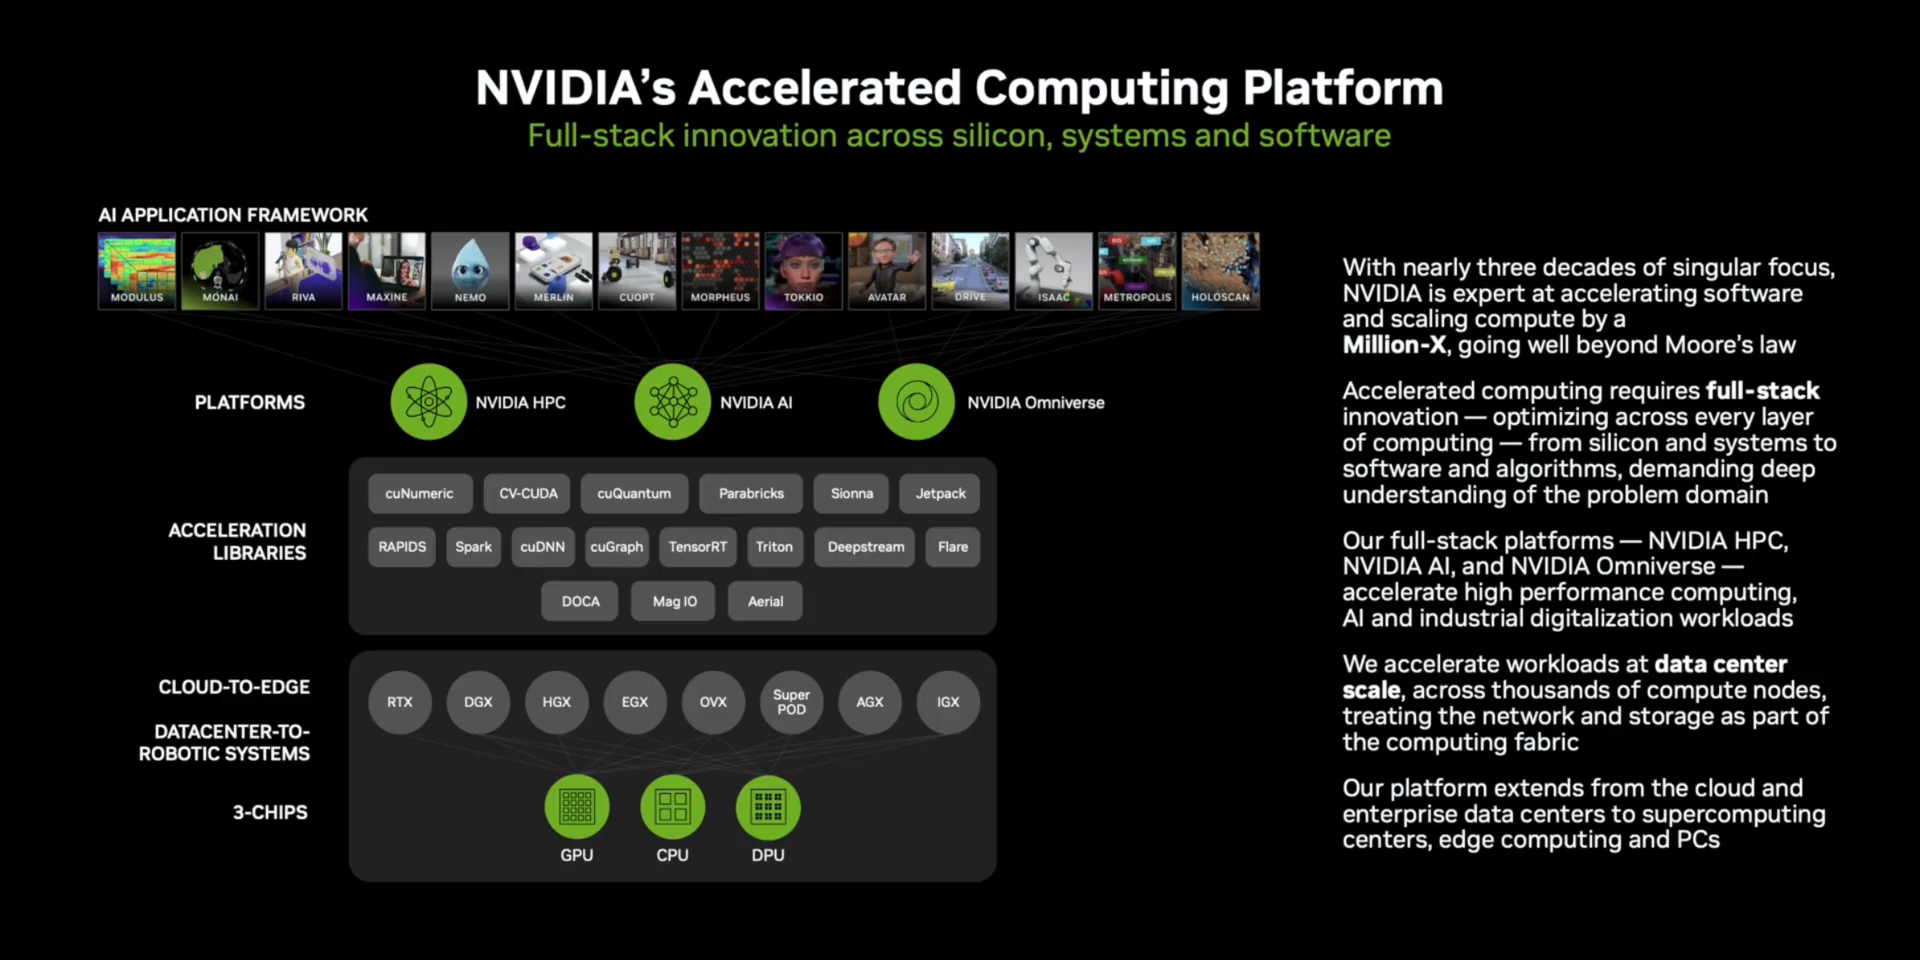 NVIDIA's Accelerated Computing Platform
Full-stack innovation across silicon, systems and software
AI APPLICATION FRAMEWORK
MODULUS MONAI RIVA MAXINE NEMO MERLIN CUOPT MORPHEUS TOKKIO AVATAR DRIVE ISAAC METROPOLIS HOLOSCAN
PLATFORMS NVIDIA HPC NVIDIA AI NVIDIA Omniverse
ACCELERATION
LIBRARIES
cuNumeric CV-CUDA cuQuantum Parabricks Sionna Jetpack
RAPIDS Spark cuDNN cuGraph TensorRT Triton Deepstream Flare
DOCA Mag IO Aerial
CLOUD-TO-EDGE
DATACENTER-TO-
ROBOTIC SYSTEMS
RTX DGX HGX EGX OVX Super POD AGX IGX
3-CHIPS
GPU CPU DPU
With nearly three decades of singular focus,
NVIDIA is expert at accelerating software
and scaling compute by a
Million-X, going well beyond Moore's law
Accelerated computing requires full-stack
innovation — optimizing across every layer
of computing — from silicon and systems to
software and algorithms, demanding deep
understanding of the problem domain
Our full-stack platforms — NVIDIA HPC,
NVIDIA AI, and NVIDIA Omniverse —
accelerate high performance computing,
AI and industrial digitalization workloads
We accelerate workloads at data center
scale, across thousands of compute nodes,
treating the network and storage as part of
the computing fabric
Our platform extends from the cloud and
enterprise data centers to supercomputing
centers, edge computing and PCs